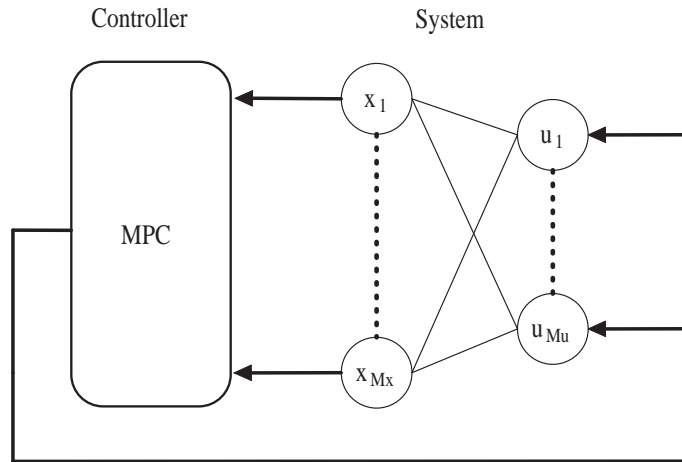 Controller
System
x 1
u 1
MPC
u Mu
x Mx